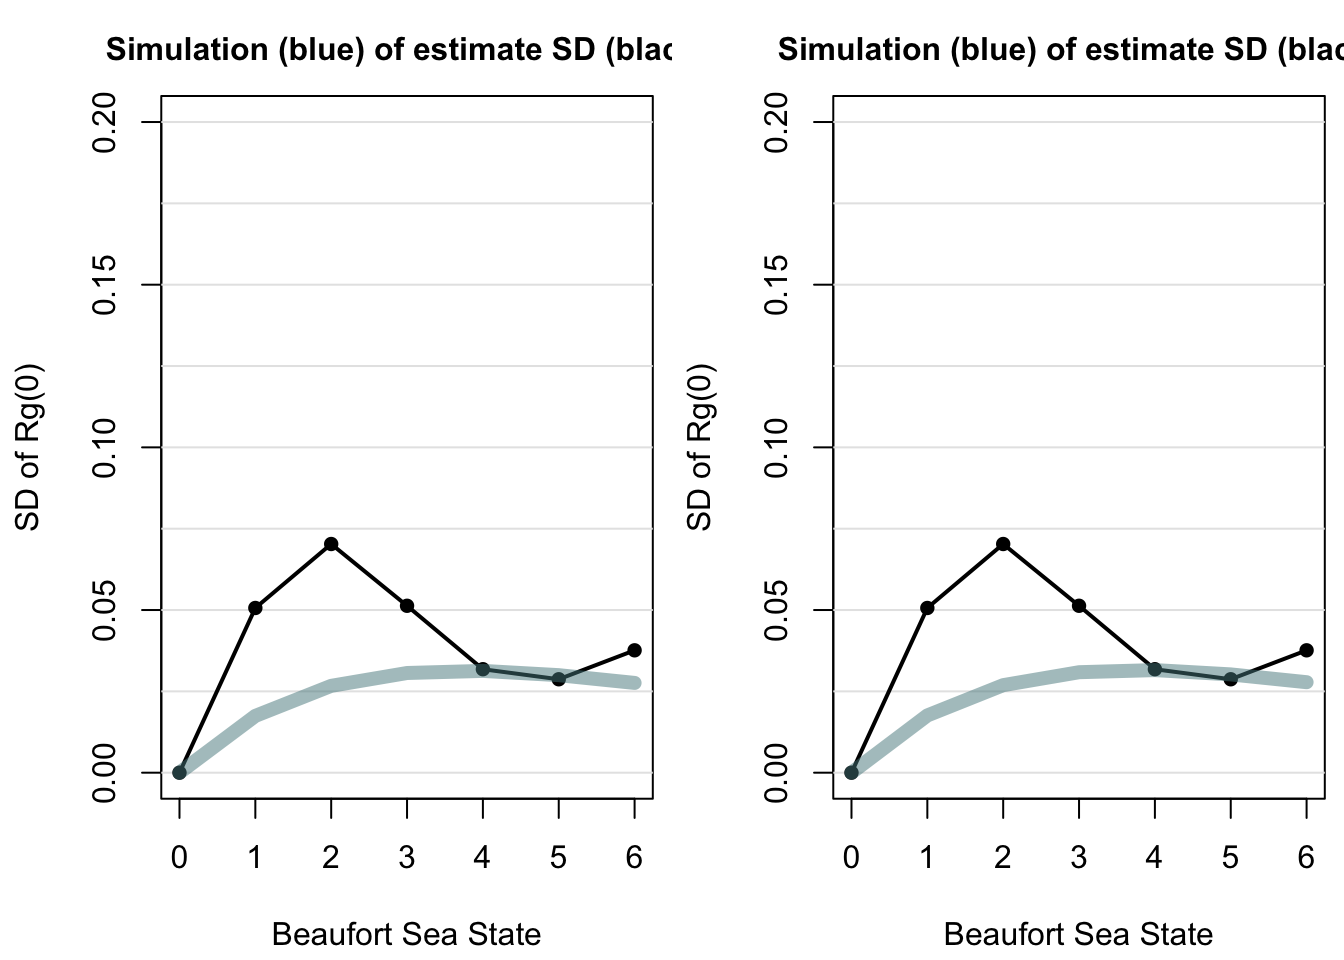 Simulation (blue) of estimate SD (blac
SD of Rg(0)
0.20
0.15
0.10
0.05
0.00
0 1 2 3 4 5 6
Beaufort Sea State
Simulation (blue) of estimate SD (blac
SD of Rg(0)
0.20
0.15
0.10
0.05
0.00
0 1 2 3 4 5 6
Beaufort Sea State